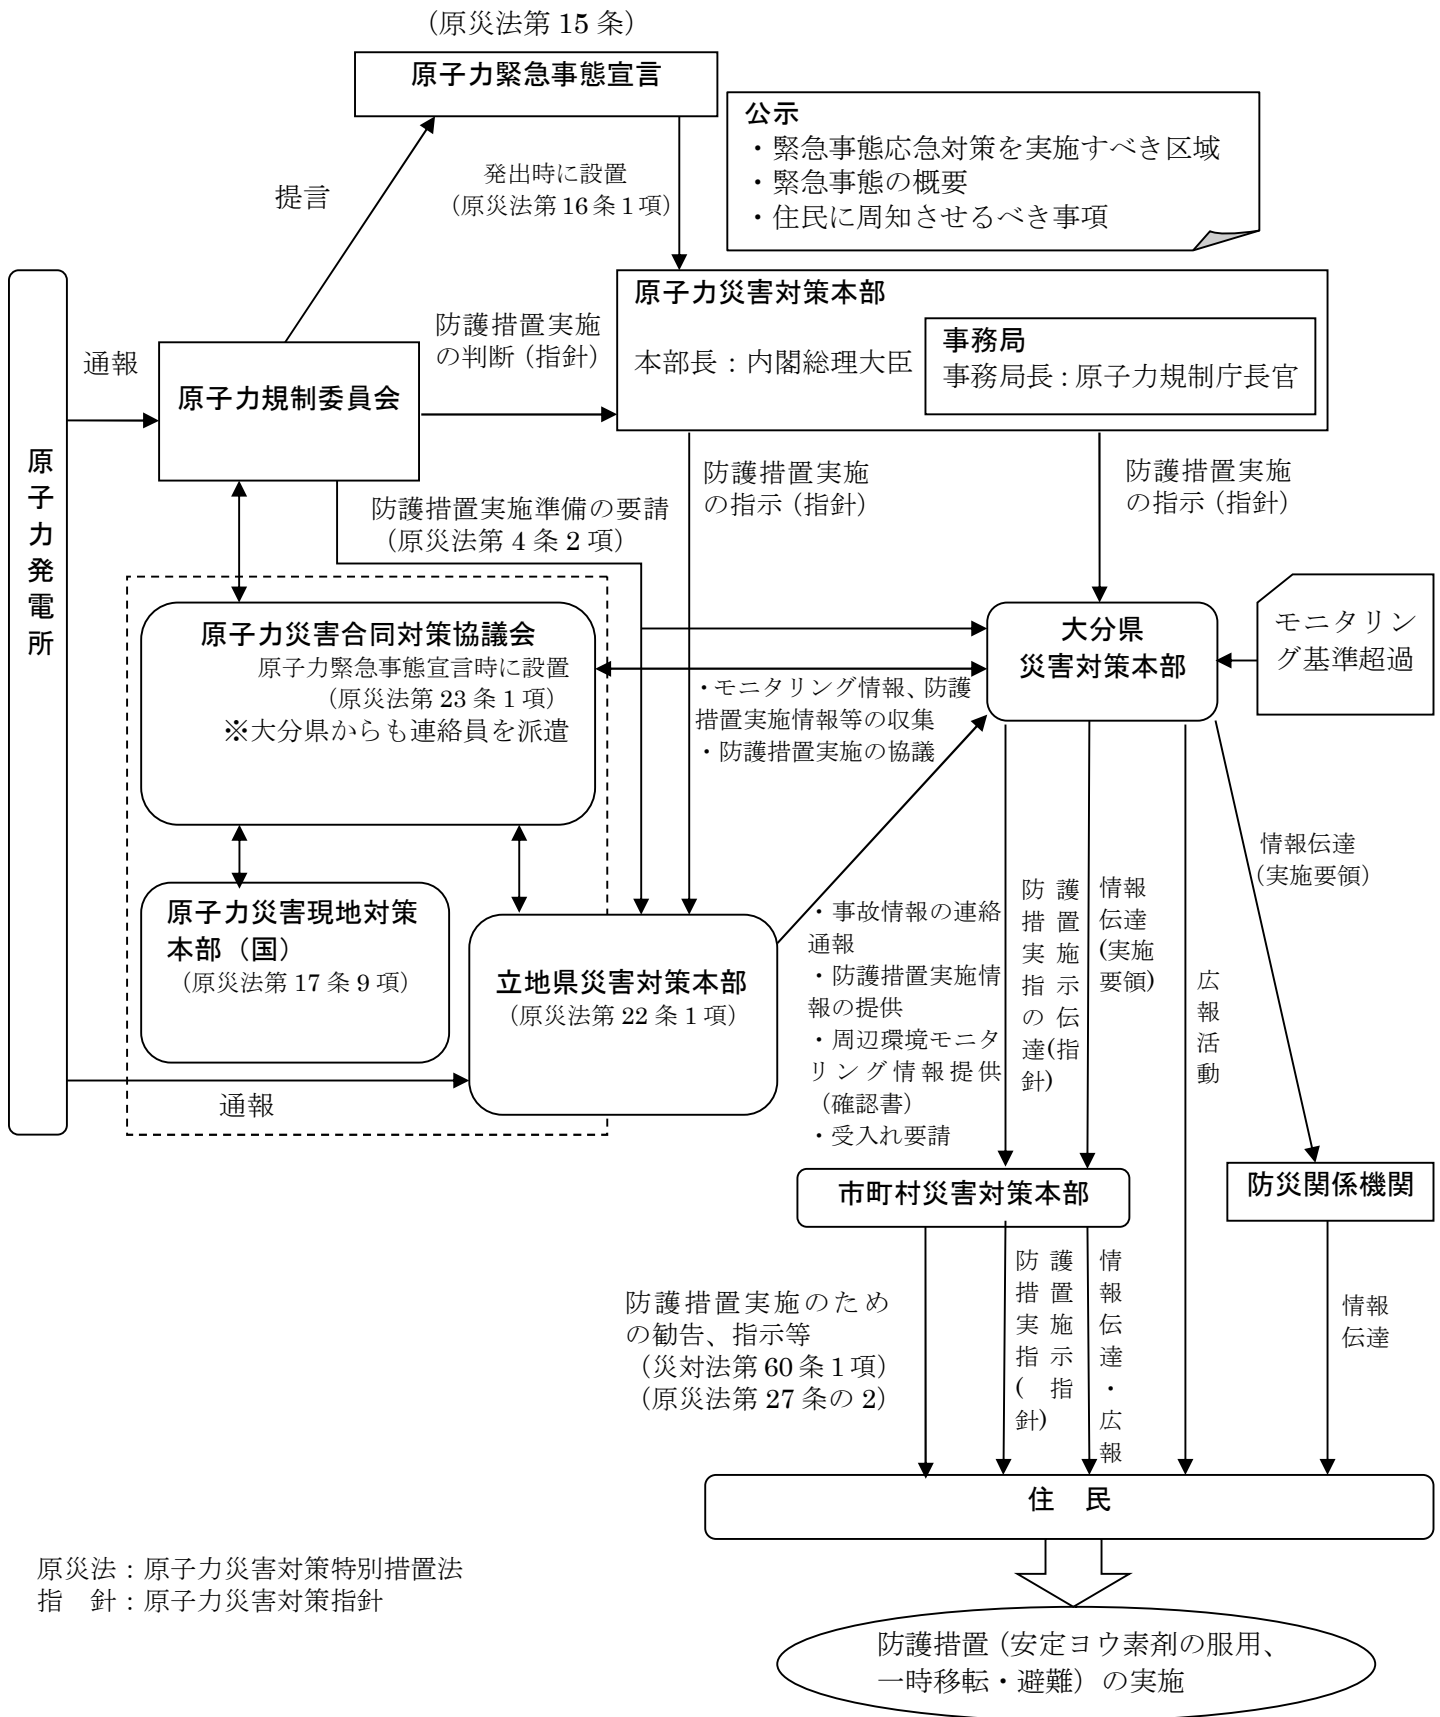 （原災法第 15 条）
原子力緊急事態宣言
公示
・緊急事態応急対策を実施すべき区域
・緊急事態の概要
・住民に周知させるべき事項
提言
発出時に設置
（原災法第 16 条 1 項）
原子力災害対策本部
本部長：内閣総理大臣
事務局
事務局長：原子力規制庁長官
防護措置実施
の判断（指針）
通報
原子力規制委員会
原子力発電所
防護措置実施準備の要請
（原災法第 4 条 2 項）
防護措置実施
の指示（指針）
防護措置実施
の指示（指針）
原子力災害合同対策協議会
原子力緊急事態宣言時に設置
（原災法第 23 条 1 項）
※大分県からも連絡員を派遣
大分県
災害対策本部
モニタリン
グ基準超過
・モニタリング情報、防護
措置実施情報等の収集
・防護措置実施の協議
原子力災害現地対策
本部（国）
（原災法第 17 条 9 項）
立地県災害対策本部
（原災法第 22 条 1 項）
通報
・事故情報の連絡
通報
・防護措置実施情
報の提供
・周辺環境モニタ
リング情報提供
（確認書）
・受入れ要請
防護
措置
実施
指示
の伝
達(指
針)
情報
伝達
(実施
要領)
広報活動
情報伝達
（実施要領）
市町村災害対策本部
防災関係機関
防護措置実施のため
の勧告、指示等
（災対法第 60 条 1 項）
（原災法第 27 条の 2）
防護
措置
実施
指示
(指
針)
情報伝達・広報
情報
伝達
住　民
原災法：原子力災害対策特別措置法
指　針：原子力災害対策指針
防護措置（安定ヨウ素剤の服用、
一時移転・避難）の実施